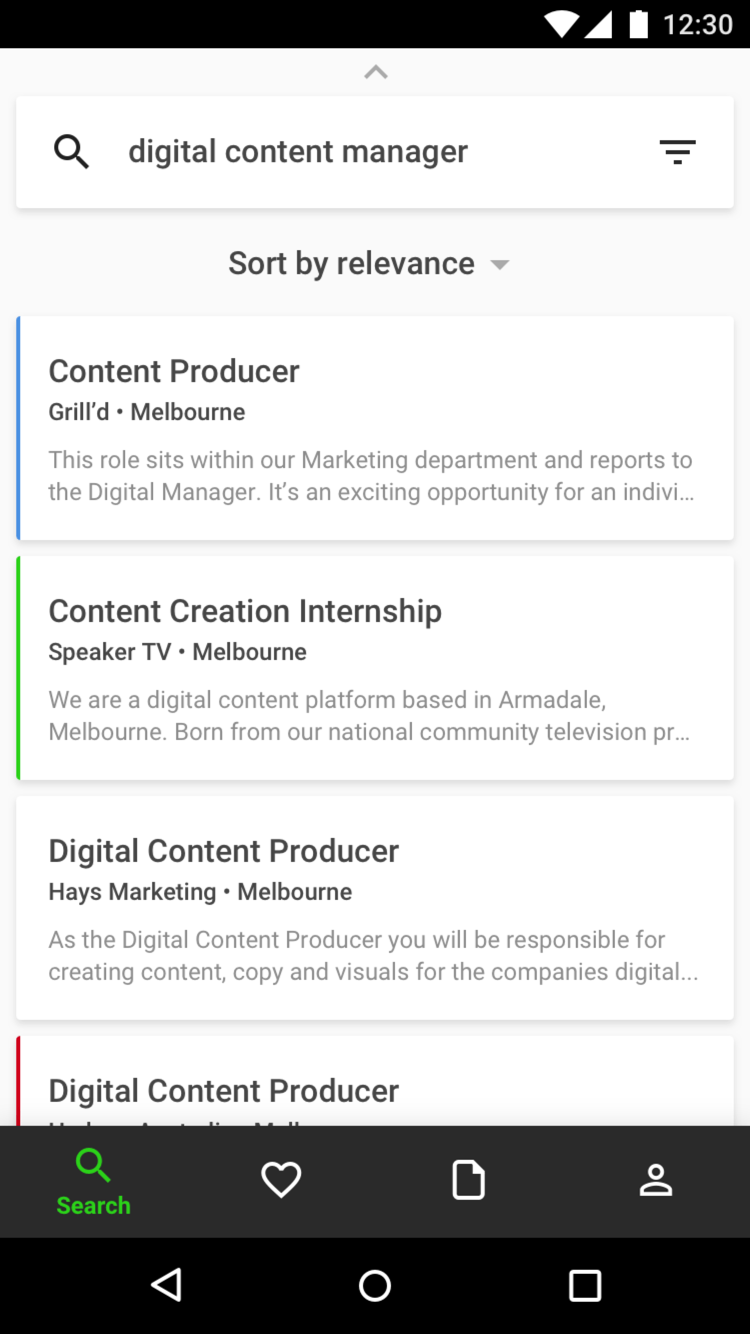 12:30
digital content manager
Sort by relevance
Content Producer
Grill’d • Melbourne
This role sits within our Marketing department and reports to
the Digital Manager. It’s an exciting opportunity for an indivi...
Content Creation Internship
Speaker TV • Melbourne
We are a digital content platform based in Armadale,
Melbourne. Born from our national community television pr...
Digital Content Producer
Hays Marketing • Melbourne
As the Digital Content Producer you will be responsible for
creating content, copy and visuals for the companies digital...
Digital Content Producer
Search